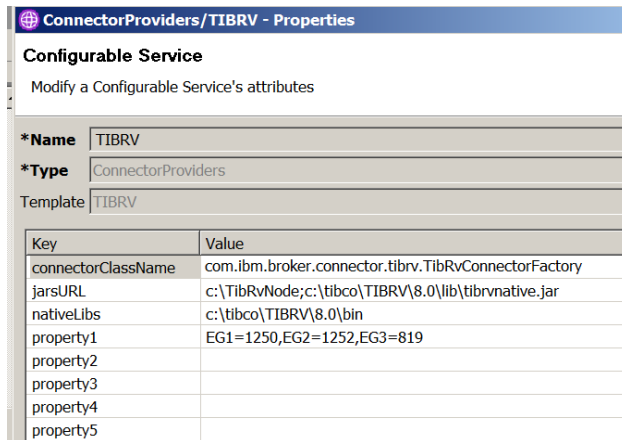 ConnectorProviders/TIBRV - Properties
Configurable Service
Modify a Configurable Service's attributes
*Name TIBRV
*Type ConnectorProviders
Template TIBRV
Key Value
connectorClassName com.ibm.broker.connector.tibrv.TibRvConnectorFactory
jarsURL c:\TibRvNode;c:\tibco\TIBRV\8.0\lib\tibrvnative.jar
nativeLibs c:\tibco\TIBRV\8.0\bin
property1 EG1=1250,EG2=1252,EG3=819
property2
property3
property4
property5